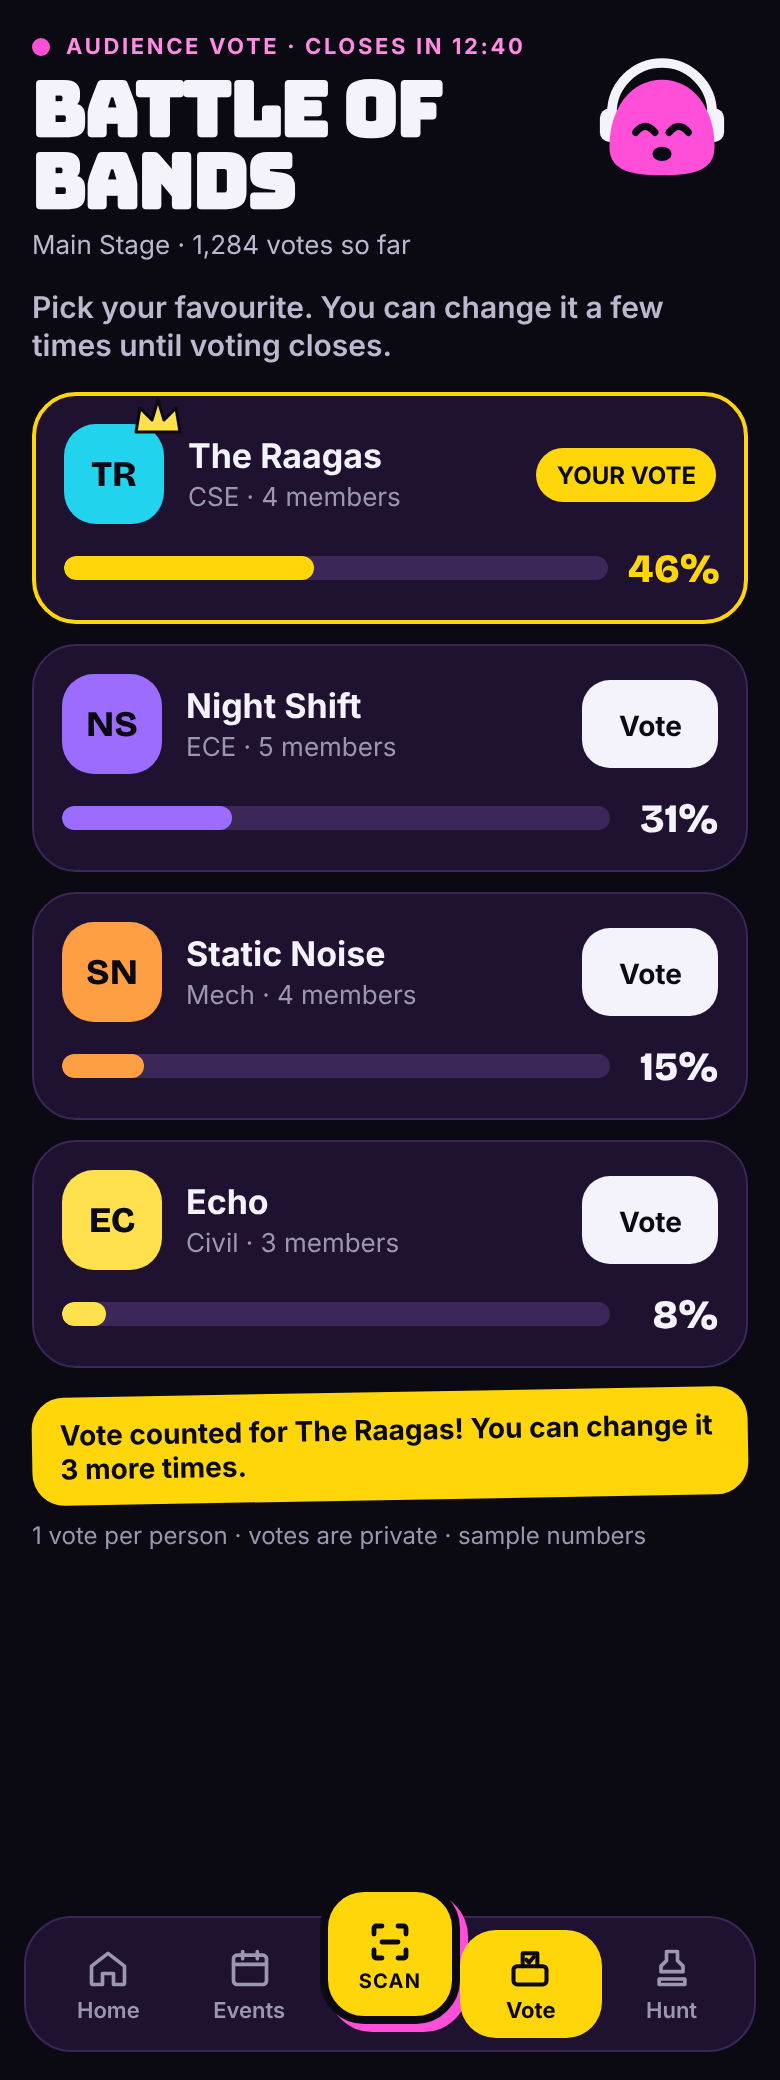 AUDIENCE VOTE · CLOSES IN 12:40
BATTLE OF
BANDS
Main Stage · 1,284 votes so far
Pick your favourite. You can change it a few
times until voting closes.
TR
The Raagas
CSE · 4 members
YOUR VOTE
46%
NS
Night Shift
ECE · 5 members
Vote
31%
SN
Static Noise
Mech · 4 members
Vote
15%
EC
Echo
Civil · 3 members
Vote
8%
Vote counted for The Raagas! You can change it
3 more times.
1 vote per person · votes are private · sample numbers
Home
Events
SCAN
Vote
Hunt